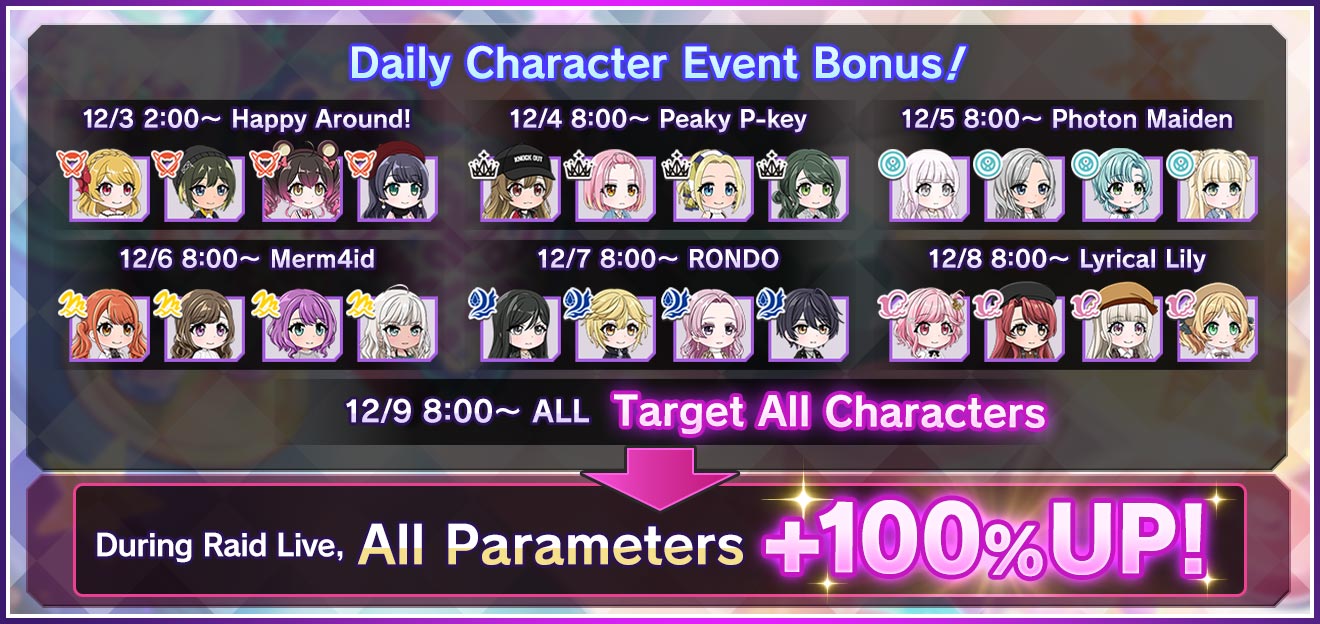 Daily Character Event Bonus!
12/3 2:00~ Happy Around!
12/4 8:00~ Peaky P-key
12/5 8:00~ Photon Maiden
KNOCK OUT
12/6 8:00~ Merm4id
12/7 8:00~ RONDO
12/8 8:00~ Lyrical Lily
12/9 8:00~ ALL Target All Characters
During Raid Live, All Parameters +100%UP!